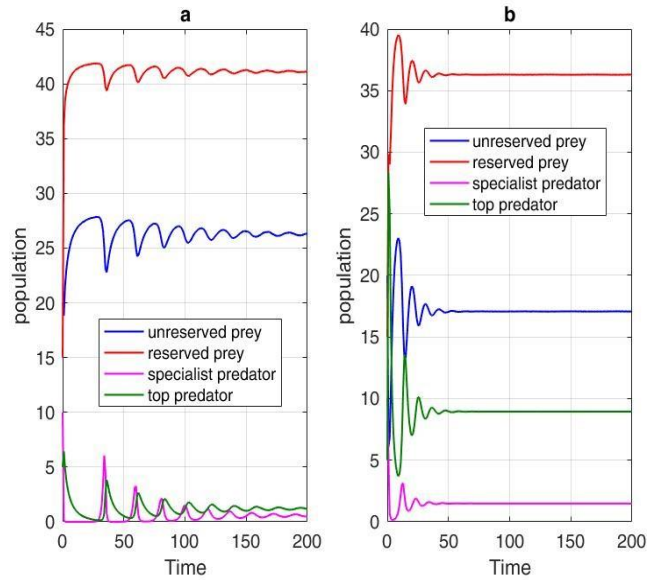 a
45
40
35
30
25
20
15
10
5
0
population
unreserved prey
reserved prey
specialist predator
top predator
0 50 100 150 200
Time
b
40
35
30
25
20
15
10
5
0
population
unreserved prey
reserved prey
specialist predator
top predator
0 50 100 150 200
Time